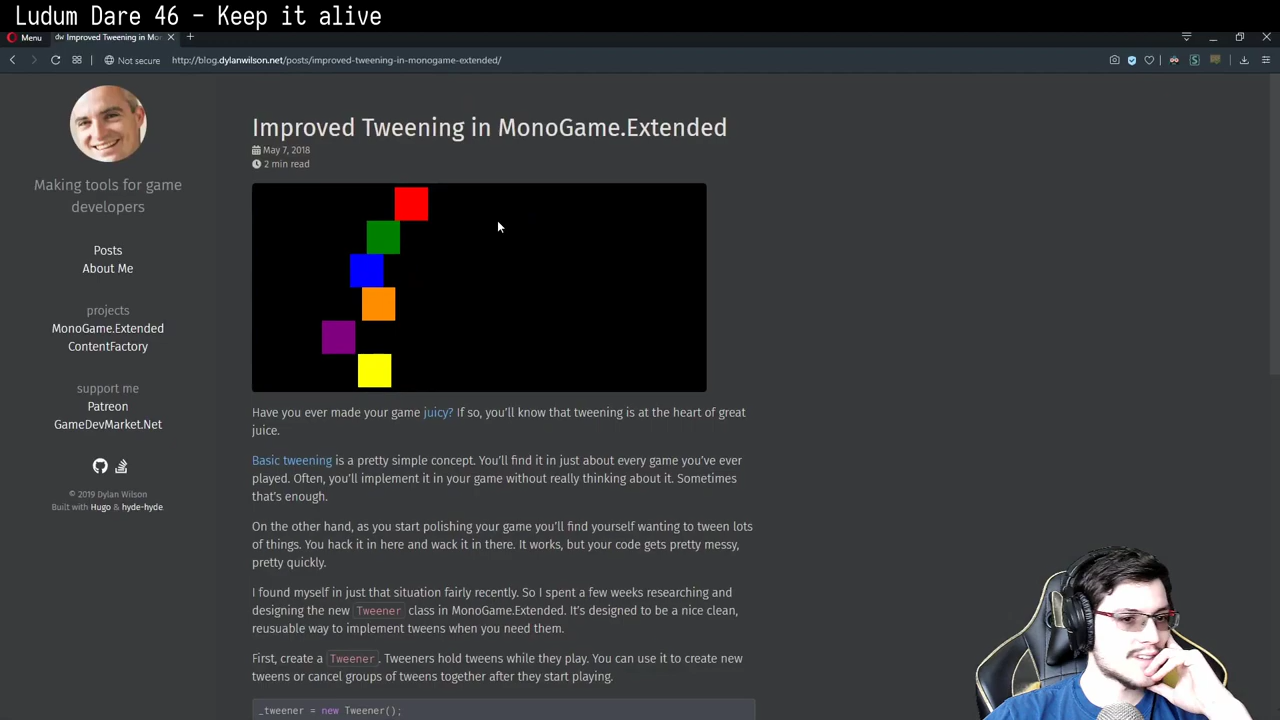 Ludum Dare 46 - Keep it alive
Menu
dw Improved Tweening in Mon
Not secure
http://blog.dylanwilson.net/posts/improved-tweening-in-monogame-extended/
Making tools for game
developers
Posts
About Me
projects
MonoGame.Extended
ContentFactory
support me
Patreon
GameDevMarket.Net
© 2019 Dylan Wilson
Built with Hugo & hyde-hyde
Improved Tweening in MonoGame.Extended
May 7, 2018
2 min read
Have you ever made your game juicy? If so, you'll know that tweening is at the heart of great
juice.
Basic tweening is a pretty simple concept. You'll find it in just about every game you've ever
played. Often, you'll implement it in your game without really thinking about it. Sometimes
that's enough.
On the other hand, as you start polishing your game you'll find yourself wanting to tween lots
of things. You hack it in here and wack it in there. It works, but your code gets pretty messy,
pretty quickly.
I found myself in just that situation fairly recently. So I spent a few weeks researching and
designing the new Tweener class in MonoGame.Extended. It's designed to be a nice clean,
reusuable way to implement tweens when you need them.
First, create a Tweener. Tweeners hold tweens while they play. You can use it to create new
tweens or cancel groups of tweens together after they start playing.
_tweener = new Tweener();